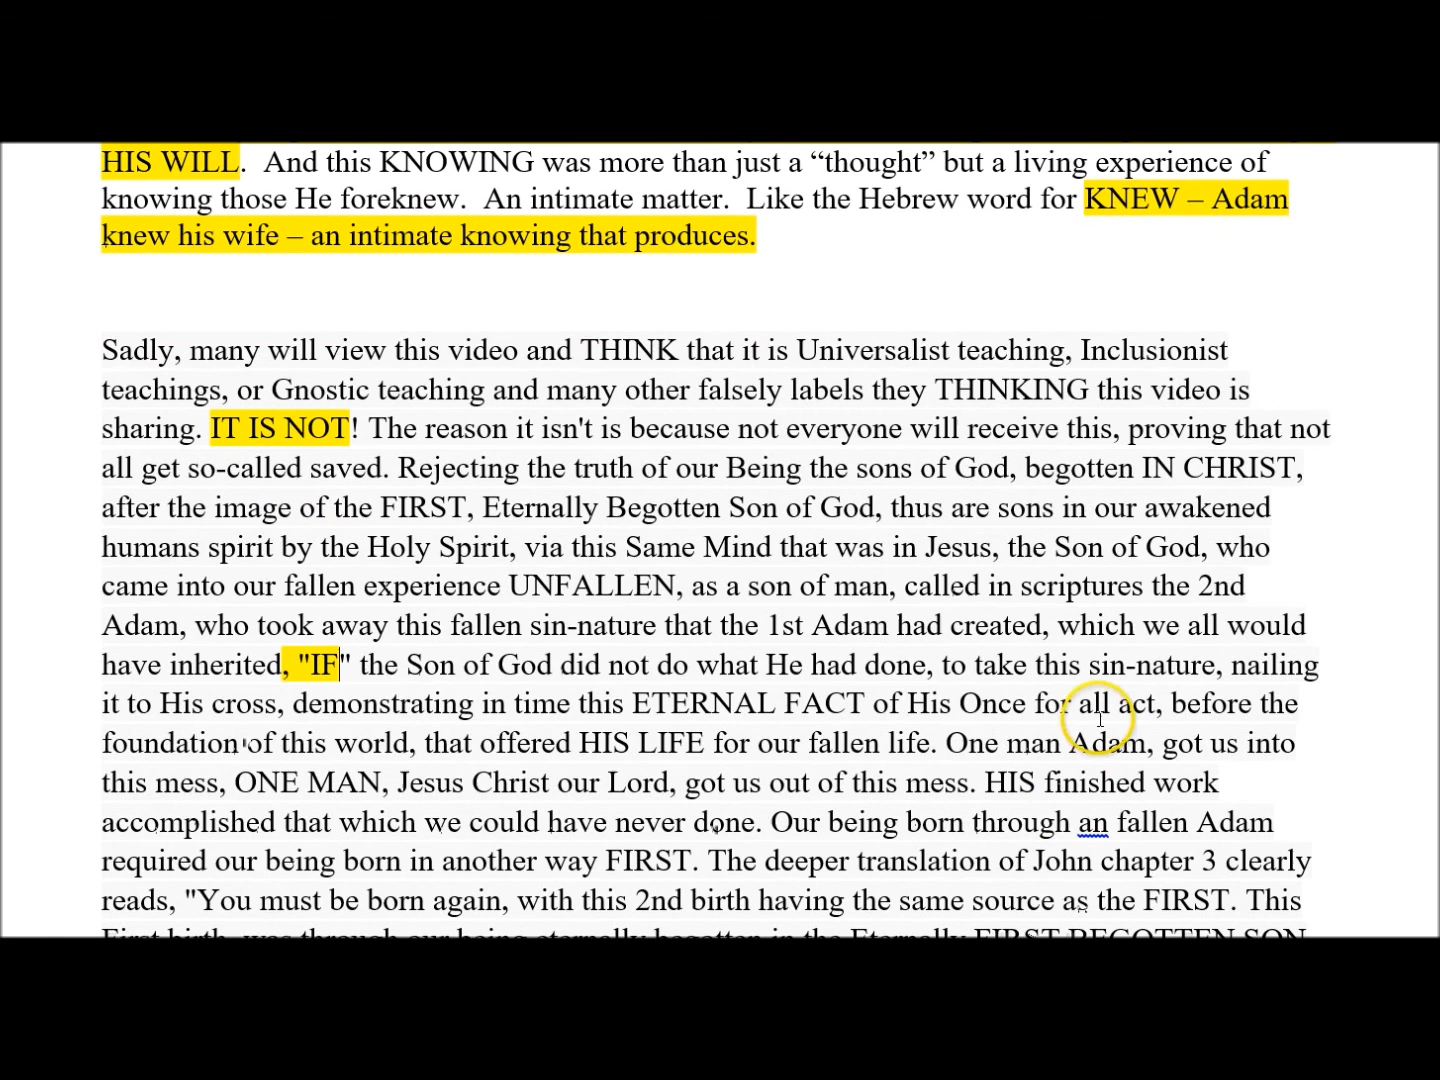 HIS WILL.  And this KNOWING was more than just a “thought” but a living experience of
knowing those He foreknew.  An intimate matter.  Like the Hebrew word for KNEW – Adam
knew his wife – an intimate knowing that produces.
Sadly, many will view this video and THINK that it is Universalist teaching, Inclusionist
teachings, or Gnostic teaching and many other falsely labels they THINKING this video is
sharing. IT IS NOT! The reason it isn't is because not everyone will receive this, proving that not
all get so-called saved. Rejecting the truth of our Being the sons of God, begotten IN CHRIST,
after the image of the FIRST, Eternally Begotten Son of God, thus are sons in our awakened
humans spirit by the Holy Spirit, via this Same Mind that was in Jesus, the Son of God, who
came into our fallen experience UNFALLEN, as a son of man, called in scriptures the 2nd
Adam, who took away this fallen sin-nature that the 1st Adam had created, which we all would
have inherited, "IF" the Son of God did not do what He had done, to take this sin-nature, nailing
it to His cross, demonstrating in time this ETERNAL FACT of His Once for all act, before the
foundation of this world, that offered HIS LIFE for our fallen life. One man Adam, got us into
this mess, ONE MAN, Jesus Christ our Lord, got us out of this mess. HIS finished work
accomplished that which we could have never done. Our being born through an fallen Adam
required our being born in another way FIRST. The deeper translation of John chapter 3 clearly
reads, "You must be born again, with this 2nd birth having the same source as the FIRST. This
First birth, was through our being eternally begotten in the Eternally FIRST BEGOTTEN SON